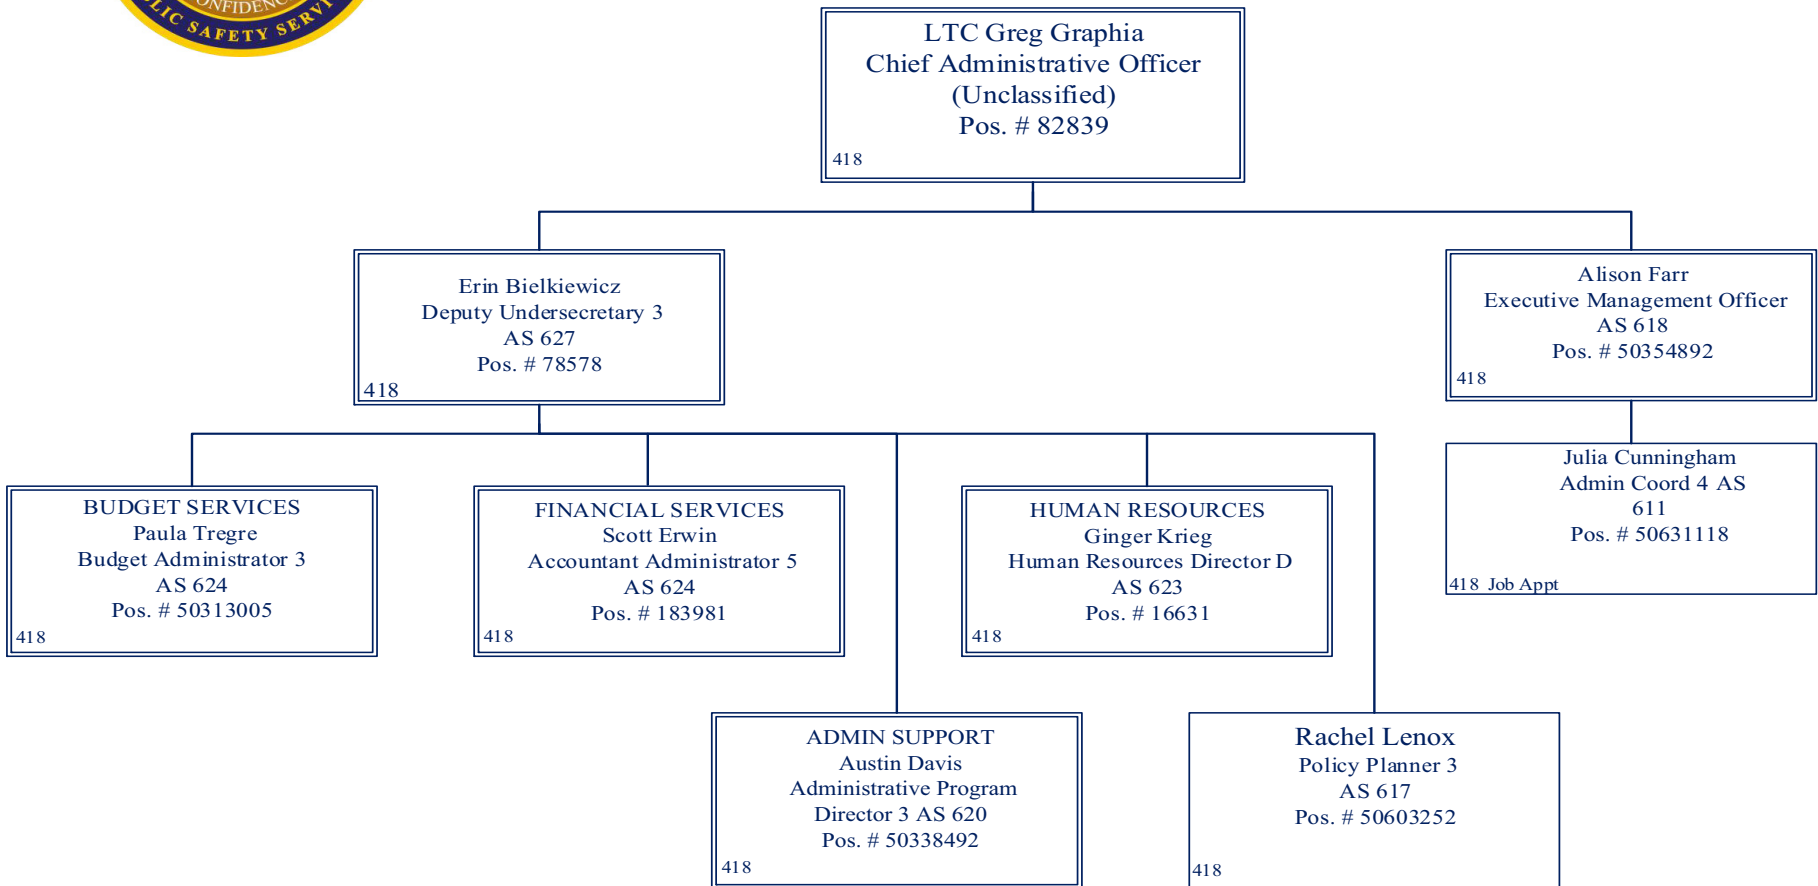 CONFIDENC
LIC SAFETY SERVI
LTC Greg Graphia
Chief Administrative Officer
(Unclassified)
Pos. # 82839
418
Erin Bielkiewicz
Deputy Undersecretary 3
AS 627
Pos. # 78578
418
Alison Farr
Executive Management Officer
AS 618
Pos. # 50354892
418
Julia Cunningham
Admin Coord 4 AS
611
Pos. # 50631118
418 Job Appt
BUDGET SERVICES
Paula Tregre
Budget Administrator 3
AS 624
Pos. # 50313005
418
FINANCIAL SERVICES
Scott Erwin
Accountant Administrator 5
AS 624
Pos. # 183981
418
HUMAN RESOURCES
Ginger Krieg
Human Resources Director D
AS 623
Pos. # 16631
418
ADMIN SUPPORT
Austin Davis
Administrative Program
Director 3 AS 620
Pos. # 50338492
418
Rachel Lenox
Policy Planner 3
AS 617
Pos. # 50603252
418